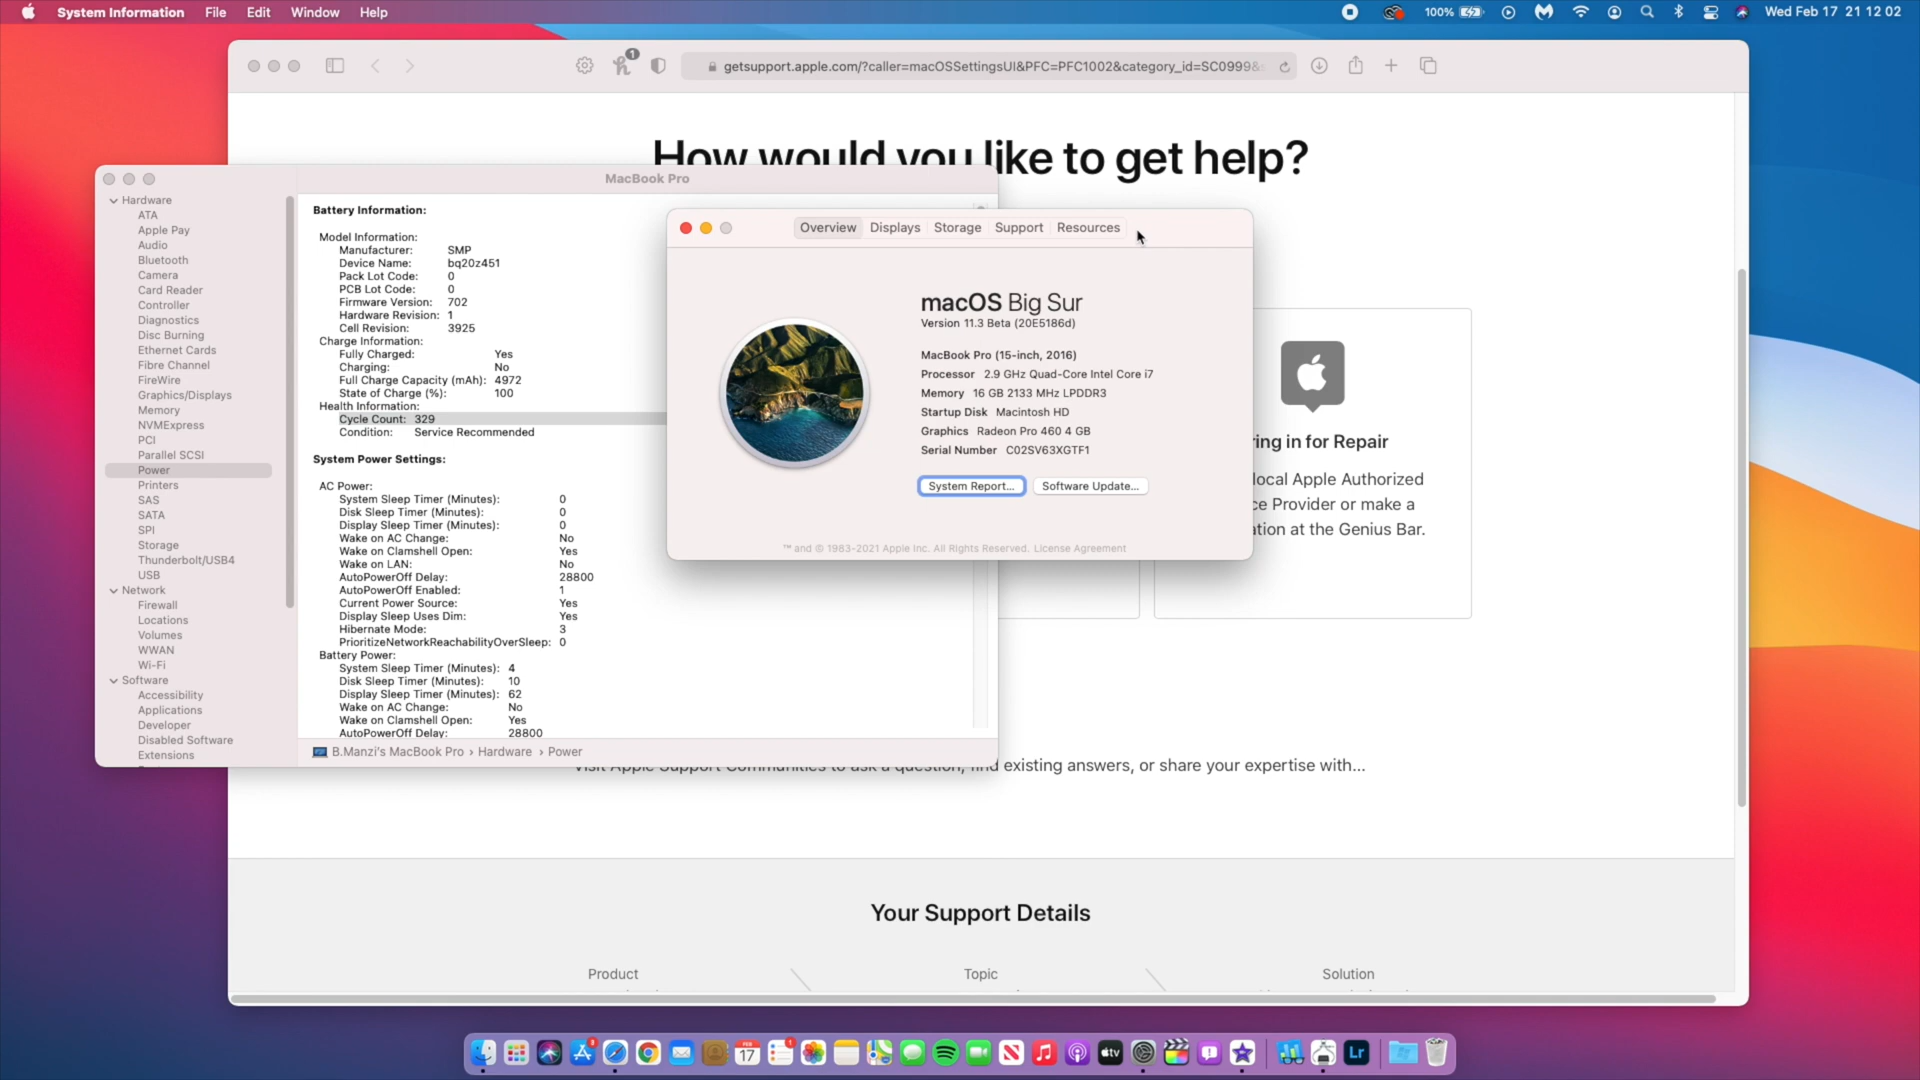 System Information File Edit Window Help
100% Wed Feb 17 21 12 02
1
getsupport.apple.com/?caller=macOSSettingsUI&PFC=PFC1002&category_id=SC0999&
How would you like to get help?
MacBook Pro
Hardware
ATA
Apple Pay
Audio
Bluetooth
Camera
Card Reader
Controller
Diagnostics
Disc Burning
Ethernet Cards
Fibre Channel
FireWire
Graphics/Displays
Memory
NVMExpress
PCI
Parallel SCSI
Power
Printers
SAS
SATA
SPI
Storage
Thunderbolt/USB4
USB
Network
Firewall
Locations
Volumes
WWAN
Wi-Fi
Software
Accessibility
Applications
Developer
Disabled Software
Extensions
Battery Information:
Model Information:
Manufacturer: SMP
Device Name: bq20z451
Pack Lot Code: 0
PCB Lot Code: 0
Firmware Version: 702
Hardware Revision: 1
Cell Revision: 3925
Charge Information:
Fully Charged: Yes
Charging: No
Full Charge Capacity (mAh): 4972
State of Charge (%): 100
Health Information:
Cycle Count: 329
Condition: Service Recommended
System Power Settings:
AC Power:
System Sleep Timer (Minutes): 0
Disk Sleep Timer (Minutes): 0
Display Sleep Timer (Minutes): 0
Wake on AC Change: No
Wake on Clamshell Open: Yes
Wake on LAN: No
AutoPowerOff Delay: 28800
AutoPowerOff Enabled: 1
Current Power Source: Yes
Display Sleep Uses Dim: Yes
Hibernate Mode: 3
PrioritizeNetworkReachabilityOverSleep: 0
Battery Power:
System Sleep Timer (Minutes): 4
Disk Sleep Timer (Minutes): 10
Display Sleep Timer (Minutes): 62
Wake on AC Change: No
Wake on Clamshell Open: Yes
AutoPowerOff Delay: 28800
B.Manzi's MacBook Pro › Hardware › Power
Overview Displays Storage Support Resources
macOS Big Sur
Version 11.3 Beta (20E5186d)
MacBook Pro (15-inch, 2016)
Processor 2.9 GHz Quad-Core Intel Core i7
Memory 16 GB 2133 MHz LPDDR3
Startup Disk Macintosh HD
Graphics Radeon Pro 460 4 GB
Serial Number C02SV63XGTF1
System Report... Software Update...
™ and © 1983-2021 Apple Inc. All Rights Reserved. License Agreement
ring in for Repair
local Apple Authorized
ce Provider or make a
ation at the Genius Bar.
Visit Apple Support Communities to ask a question, find existing answers, or share your expertise with...
Your Support Details
Product Topic Solution
FEB
17
tv
Lr